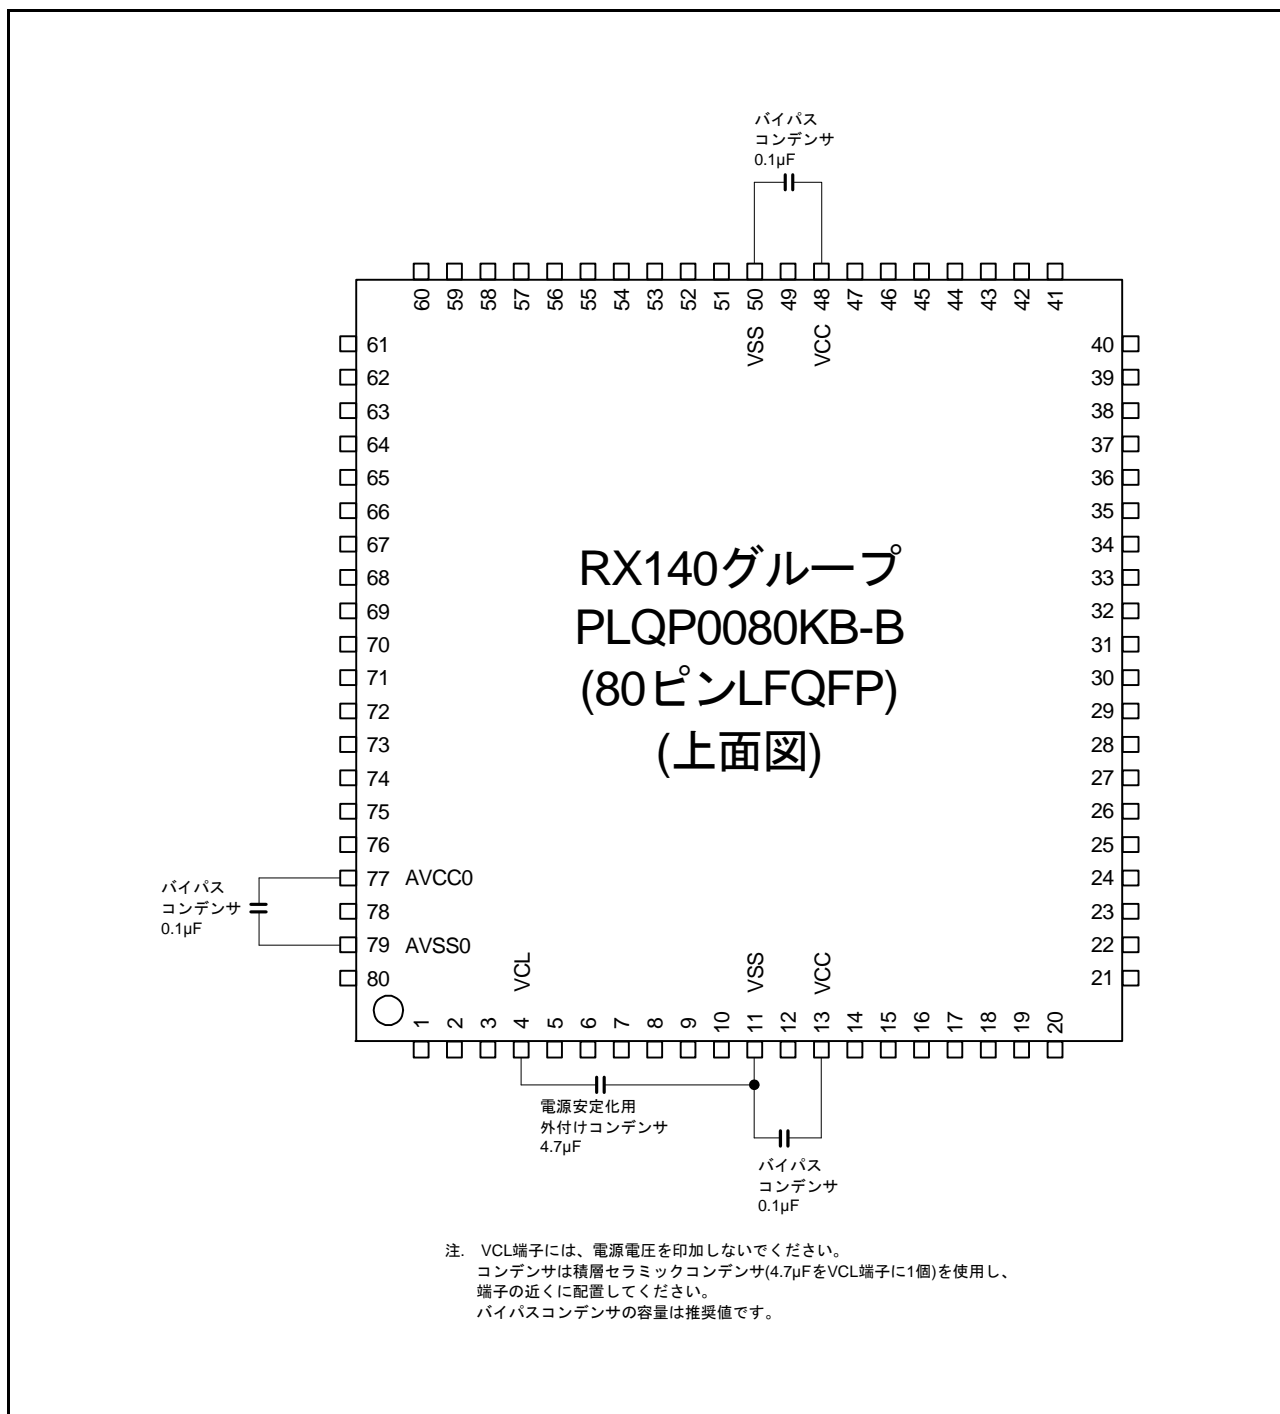 バイパス
コンデンサ
0.1µF
60 59 58 57 56 55 54 53 52 51 50 49 48 47 46 45 44 43 42 41
VSS VCC
61
62
63
64
65
66
67
68
69
70
71
72
73
74
75
76
77 AVCC0
78
79 AVSS0
80
40
39
38
37
36
35
34
33
32
31
30
29
28
27
26
25
24
23
22
21
RX140グループ
PLQP0080KB-B
(80ピンLFQFP)
(上面図)
バイパス
コンデンサ
0.1µF
VCL VSS VCC
1 2 3 4 5 6 7 8 9 10 11 12 13 14 15 16 17 18 19 20
電源安定化用
外付けコンデンサ
4.7µF
バイパス
コンデンサ
0.1µF
注. VCL端子には、電源電圧を印加しないでください。
コンデンサは積層セラミックコンデンサ(4.7µFをVCL端子に1個)を使用し、
端子の近くに配置してください。
バイパスコンデンサの容量は推奨値です。